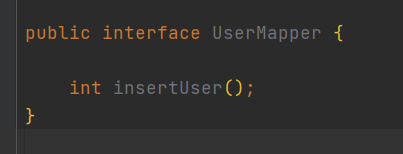 public interface UserMapper {
int insertUser();
}